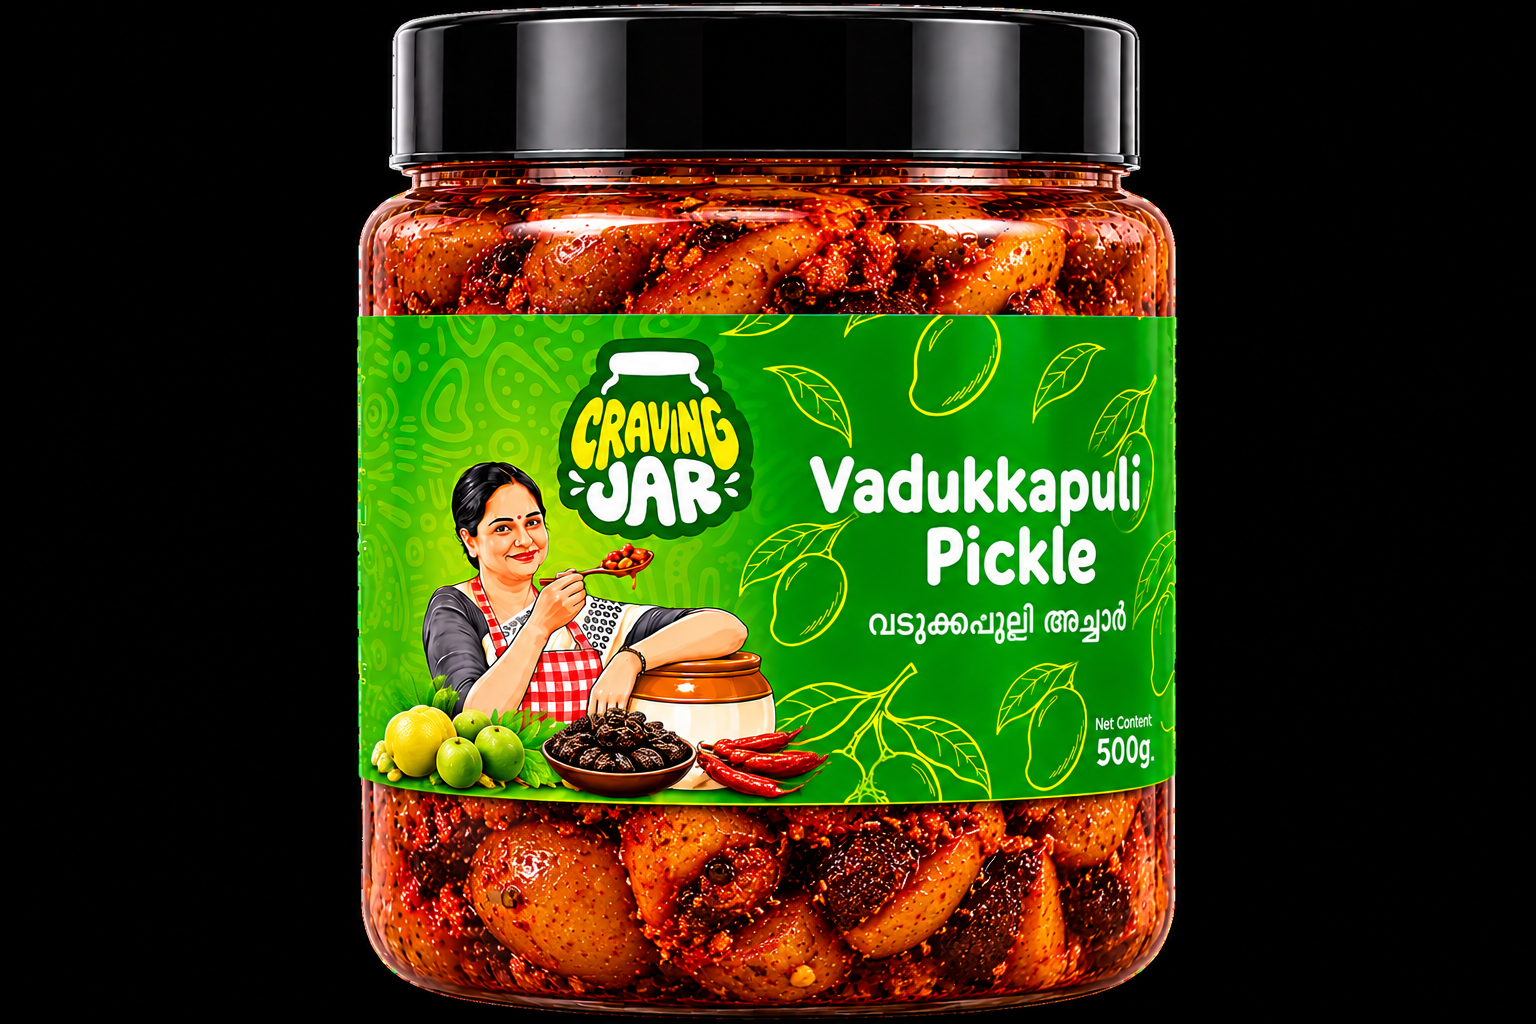 CRAVING
JAR
Vadukkapuli
Pickle
വടുക്കപ്പുല്ലി അച്ചാർ
Net Content
500g.